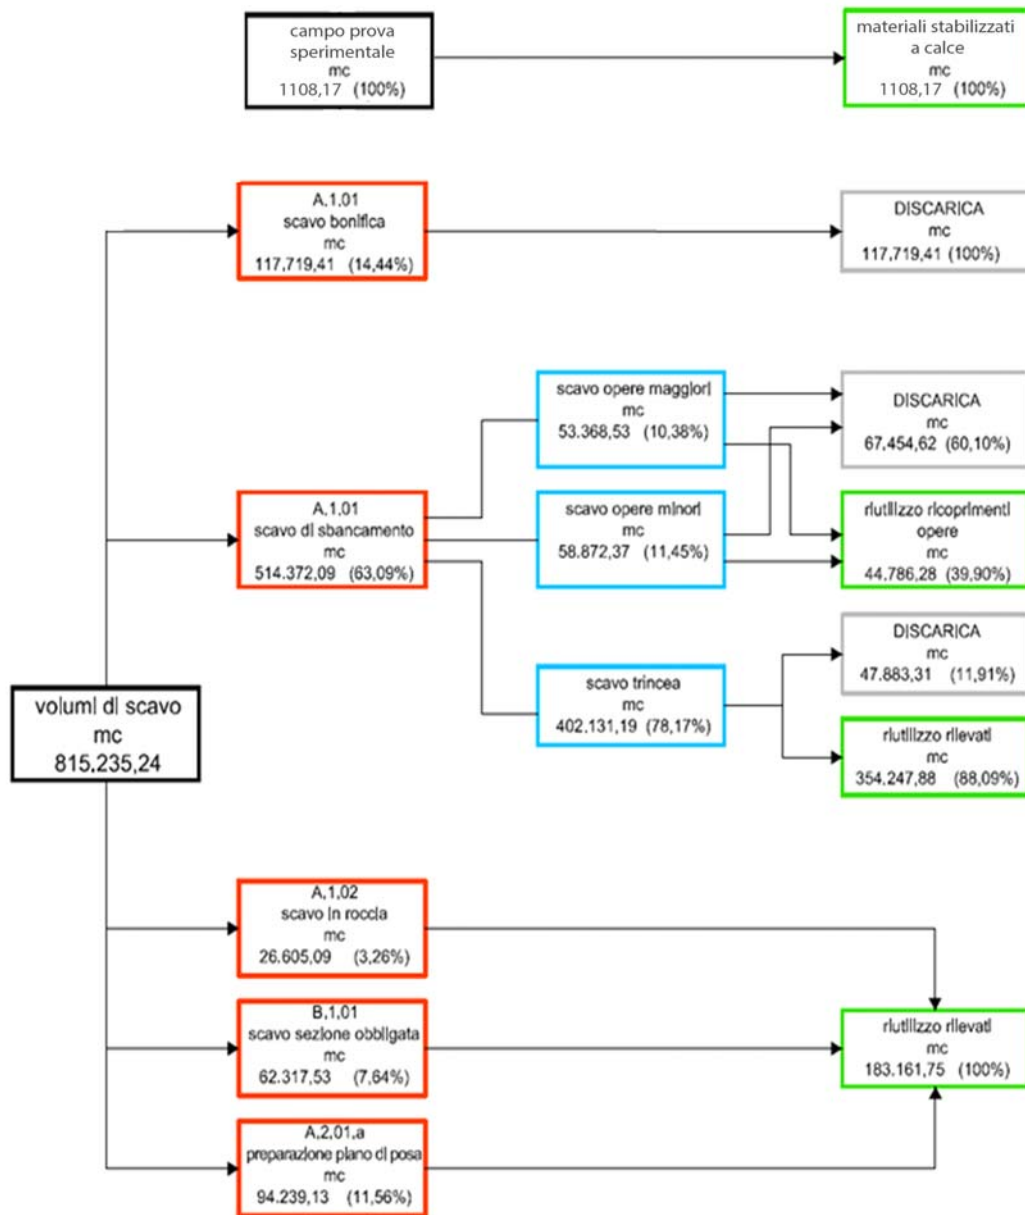 campo prova
sperimentale
mc
1108,17 (100%)
materiali stabilizzati
a calce
mc
1108,17 (100%)
A.1.01
scavo bonifica
mc
117.719,41 (14,44%)
DISCARICA
mc
117.719,41 (100%)
scavo opere maggiori
mc
53.368,53 (10,38%)
DISCARICA
mc
67.454,62 (60,10%)
A.1.01
scavo di sbancamento
mc
514.372,09 (63,09%)
scavo opere minori
mc
58.872,37 (11,45%)
riutilizzo ricoprimenti
opere
mc
44.786,28 (39,90%)
DISCARICA
mc
47.883,31 (11,91%)
scavo trincea
mc
402.131,19 (78,17%)
volumi di scavo
mc
815.235,24
riutilizzo rilevati
mc
354.247,88 (88,09%)
A.1.02
scavo in roccia
mc
26.605,09 (3,26%)
B.1.01
scavo sezione obbligata
mc
62.317,53 (7,64%)
riutilizzo rilevati
mc
183.161,75 (100%)
A.2.01.a
preparazione piano di posa
mc
94.239,13 (11,56%)